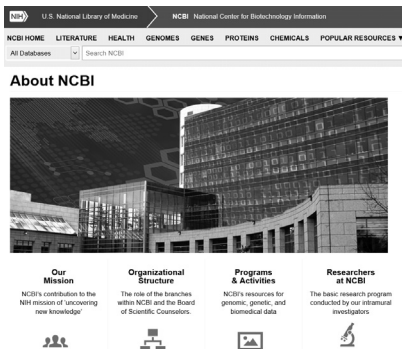 NIH U.S. National Library of Medicine NCBI National Center for Biotechnology Information
NCBI HOME LITERATURE HEALTH GENOMES GENES PROTEINS CHEMICALS POPULAR RESOURCES ▼
All Databases Search NCBI
About NCBI
Our
Mission
NCBI's contribution to the
NIH mission of 'uncovering
new knowledge'
Organizational
Structure
The role of the branches
within NCBI and the Board
of Scientific Counselors.
Programs
& Activities
NCBI's resources for
genomic, genetic, and
biomedical data
Researchers
at NCBI
The basic research program
conducted by our intramural
investigators